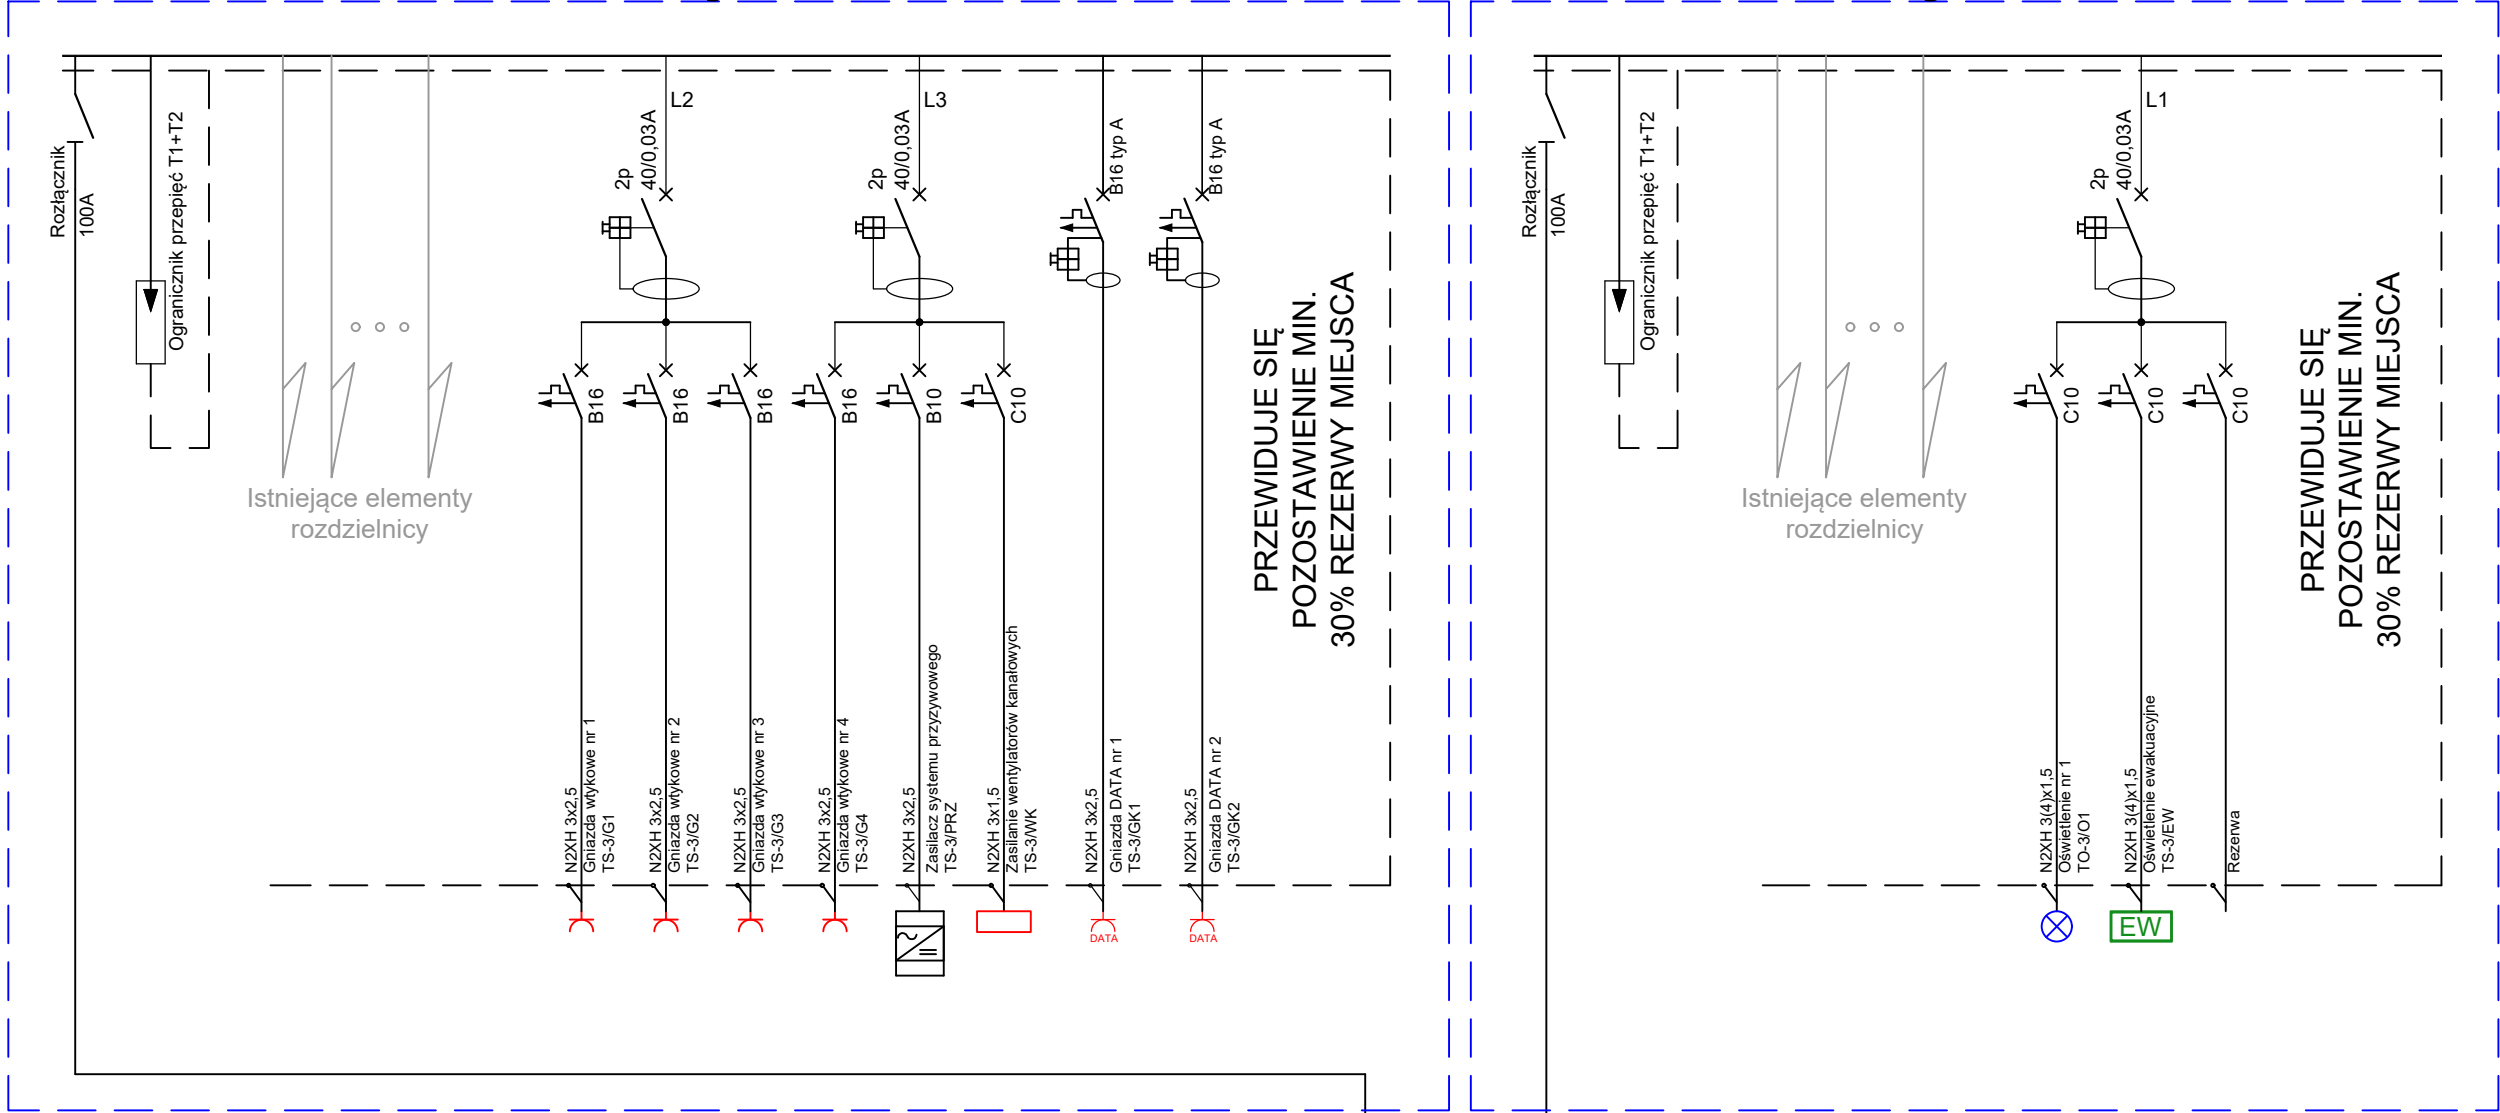 Rozłącznik
100A
Ogranicznik przepięć T1+T2
Istniejące elementy
rozdzielnicy
L2
2p
40/0,03A
B16
B16
B16
L3
2p
40/0,03A
B16
B10
C10
B16 typ A
B16 typ A
PRZEWIDUJE SIĘ
POZOSTAWIENIE MIN.
30% REZERWY MIEJSCA
N2XH 3x2,5
Gniazda wtykowe nr 1
TS-3/G1
N2XH 3x2,5
Gniazda wtykowe nr 2
TS-3/G2
N2XH 3x2,5
Gniazda wtykowe nr 3
TS-3/G3
N2XH 3x2,5
Gniazda wtykowe nr 4
TS-3/G4
N2XH 3x2,5
Zasilacz systemu przyzywowego
TS-3/PRZ
N2XH 3x1,5
Zasilanie wentylatorów kanałowych
TS-3/WK
N2XH 3x2,5
Gniazda DATA nr 1
TS-3/GK1
N2XH 3x2,5
Gniazda DATA nr 2
TS-3/GK2
DATA
DATA
Rozłącznik
100A
Ogranicznik przepięć T1+T2
Istniejące elementy
rozdzielnicy
L1
2p
40/0,03A
C10
C10
C10
PRZEWIDUJE SIĘ
POZOSTAWIENIE MIN.
30% REZERWY MIEJSCA
N2XH 3(4)x1,5
Oświetlenie nr 1
TO-3/O1
N2XH 3(4)x1,5
Oświetlenie ewakuacyjne
TS-3/EW
Rezerwa
EW